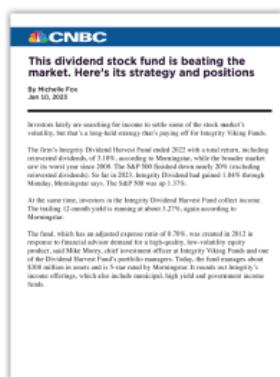 CNBC
This dividend stock fund is beating the
market. Here's its strategy and positions
By Michelle Fox
Jan 10, 2023
Investors lately are searching for income to settle some of the stock market's
volatility, but that's a long-held strategy that's paying off for Integrity Viking Funds.
The firm's Integrity Dividend Harvest Fund ended 2022 with a total return, including
reinvested dividends, of 3.18%, according to Morningstar, while the broader market
saw its worst year since 2008. The S&P 500 finished down nearly 20% (excluding
reinvested dividends). So far in 2023, Integrity Dividend had gained 1.84% through
Monday, Morningstar says. The S&P 500 was up 1.37%.
At the same time, investors in the Integrity Dividend Harvest Fund collect income.
The trailing 12-month yield is running at about 3.27%, again according to
Morningstar.
The fund, which has an adjusted expense ratio of 0.70%, was created in 2012 in
response to financial advisor demand for a high-quality, low-volatility equity
product, said Mike Morey, chief investment officer at Integrity Viking Funds and one
of the Dividend Harvest Fund's portfolio managers. Today, the fund manages about
$300 million in assets and is 5-star rated by Morningstar. It rounds out Integrity's
income offerings, which also include municipal, high yield and government income
funds.